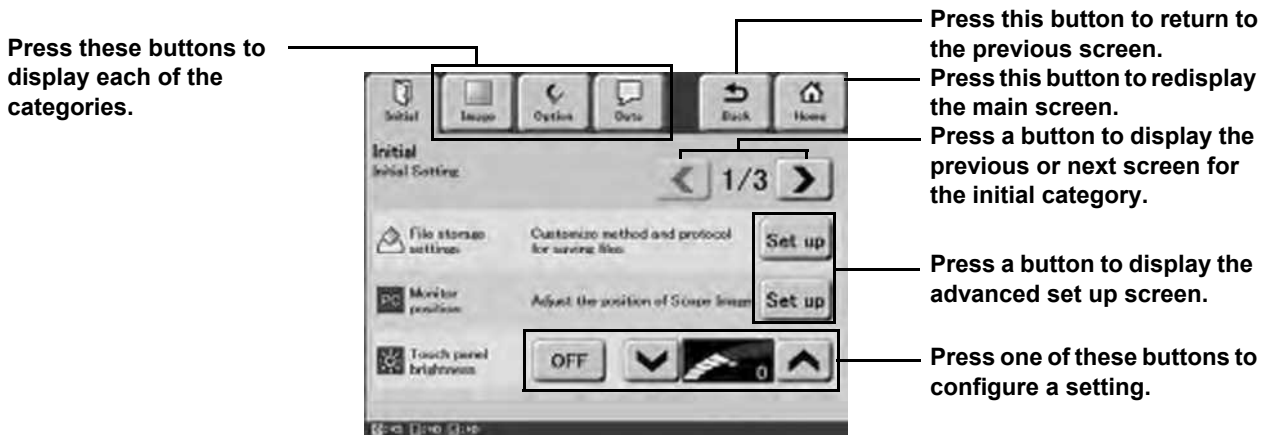 Press these buttons to
display each of the
categories.
Press this button to return to
the previous screen.
Press this button to redisplay
the main screen.
Press a button to display the
previous or next screen for
the initial category.
Press a button to display the
advanced set up screen.
Press one of these buttons to
configure a setting.
Initial
Image
Option
Data
Back
Home
Initial
Initial Setting
1/3
File storage
settings
Customize method and protocol
for saving files
Set up
PC
Monitor
position
Adjust the position of Scope Image
Set up
Touch panel
brightness
OFF
0